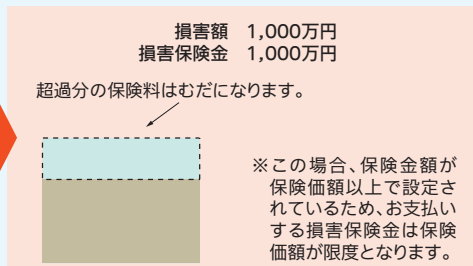 損害額 1,000万円
損害保険金 1,000万円
超過分の保険料はむだになります。
※この場合、保険金額が
保険価額以上で設定さ
れているため、お支払い
する損害保険金は保険
価額が限度となります。